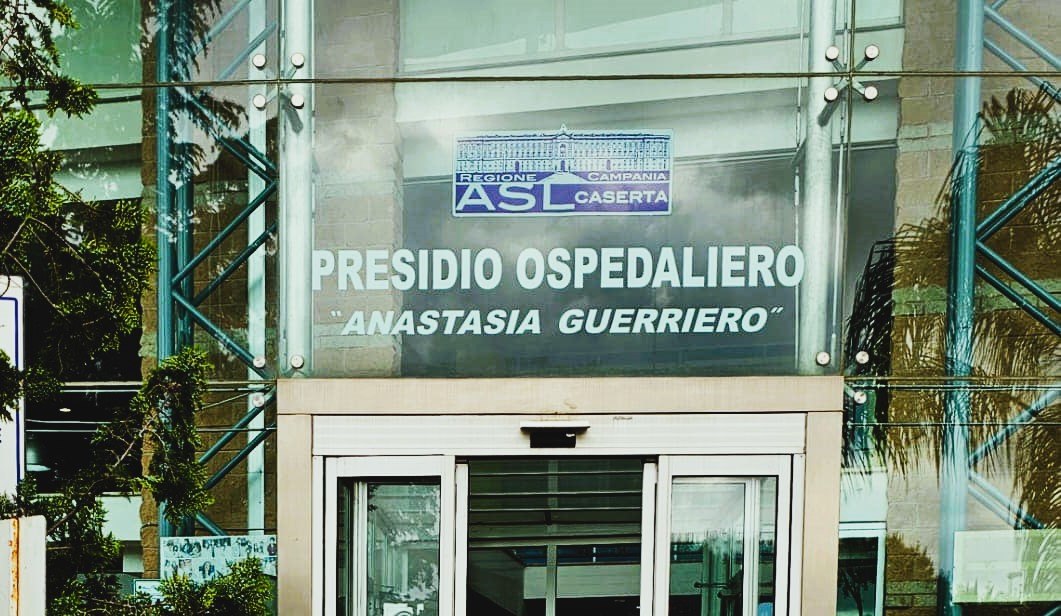 REGIONE CAMPANIA
ASL CASERTA
PRESIDIO OSPEDALIERO
"ANASTASIA GUERRIERO"